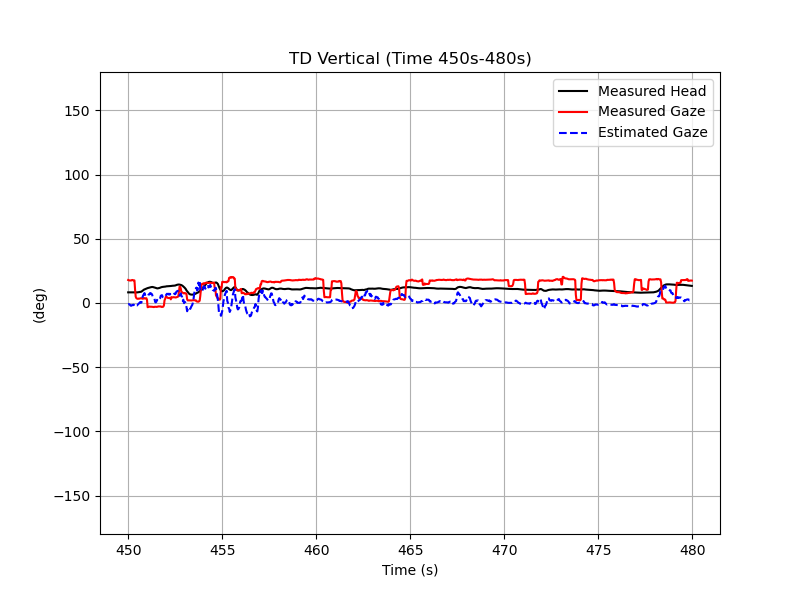 TD Vertical (Time 450s-480s)
Measured Head
Measured Gaze
Estimated Gaze
150
100
50
0
−50
−100
−150
(deg)
450 455 460 465 470 475 480
Time (s)